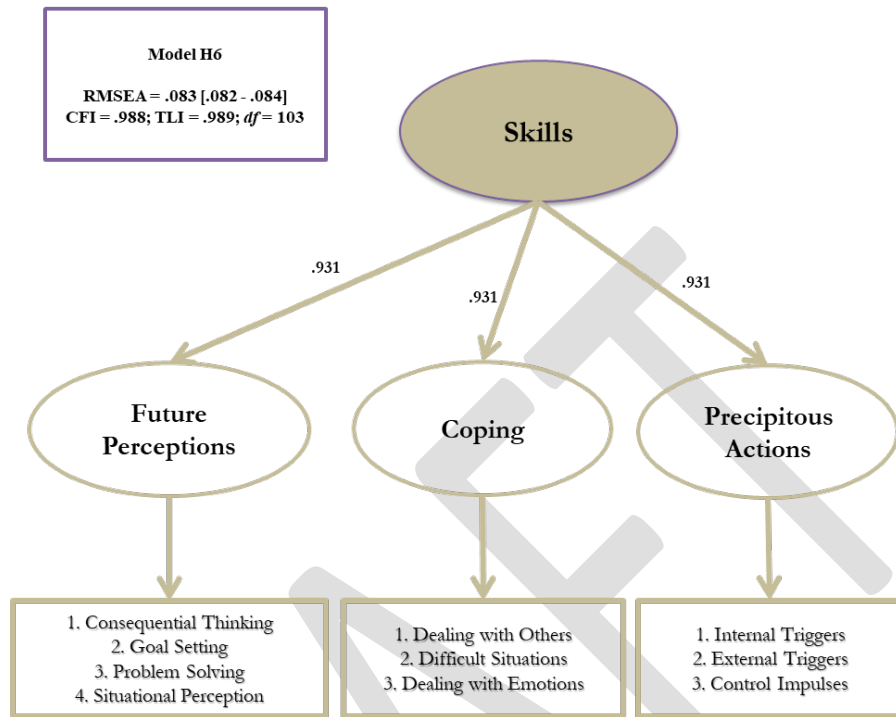 Model H6
RMSEA = .083 [.082 - .084]
CFI = .988; TLI = .989; df = 103
Skills
.931
.931
.931
Future
Perceptions
Coping
Precipitous
Actions
1. Consequential Thinking
2. Goal Setting
3. Problem Solving
4. Situational Perception
1. Dealing with Others
2. Difficult Situations
3. Dealing with Emotions
1. Internal Triggers
2. External Triggers
3. Control Impulses
AFT